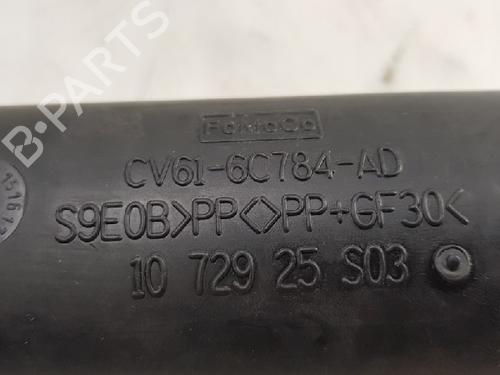 FoMoCo
CV61-6C784-AD
S9E0B>PP<>PP+GF30<
10 729 25 S03
B-PARTS